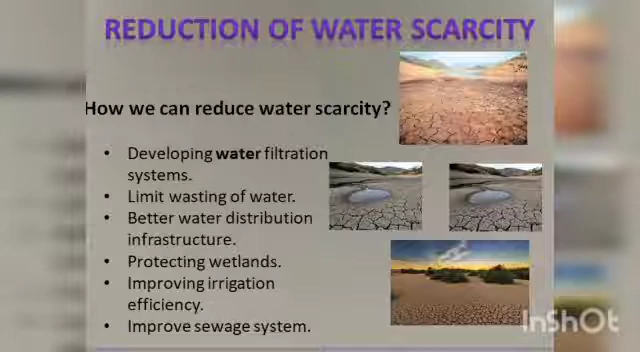 REDUCTION OF WATER SCARCITY
How we can reduce water scarcity?
• Developing water filtration
systems.
• Limit wasting of water.
• Better water distribution
infrastructure.
• Protecting wetlands.
• Improving irrigation
efficiency.
• Improve sewage system.
InShOt